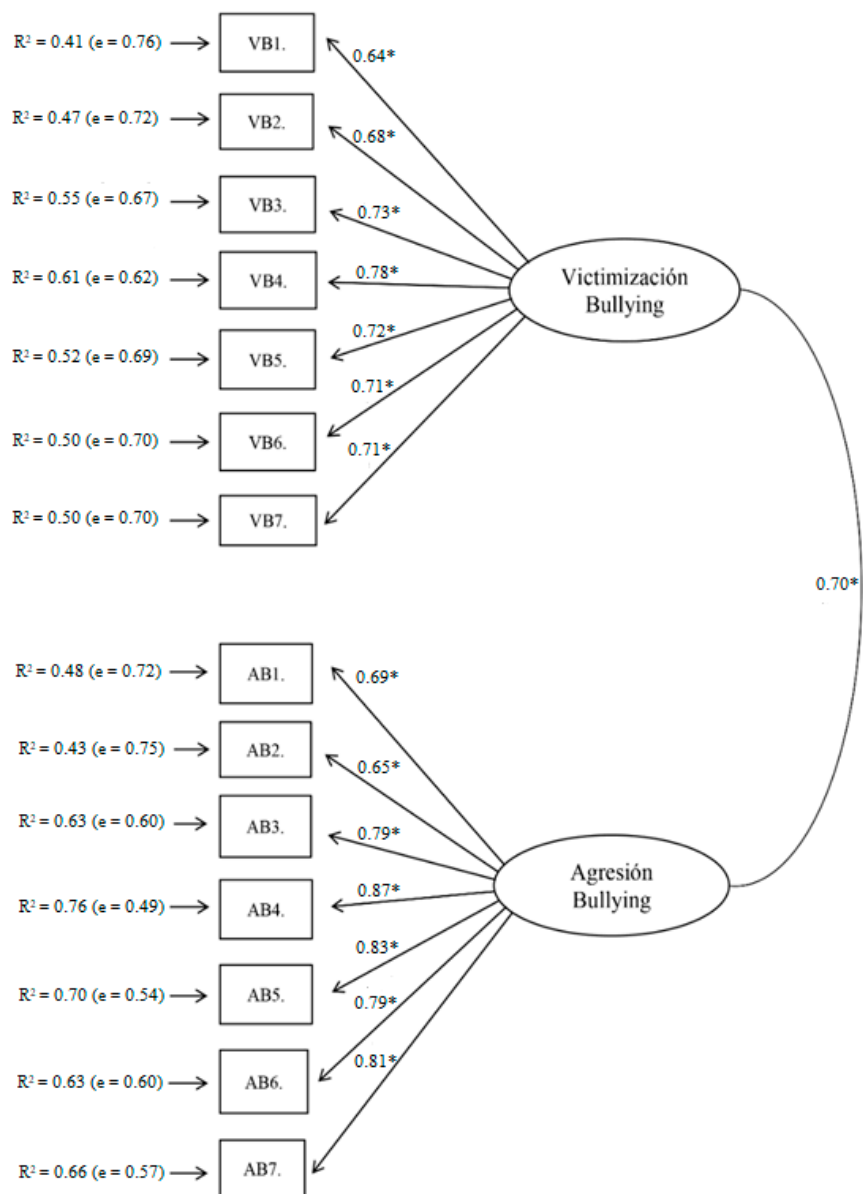 R² = 0.41 (e = 0.76)
VB1.
0.64*
R² = 0.47 (e = 0.72)
VB2.
0.68*
R² = 0.55 (e = 0.67)
VB3.
0.73*
R² = 0.61 (e = 0.62)
VB4.
0.78*
Victimización
Bullying
R² = 0.52 (e = 0.69)
VB5.
0.72*
R² = 0.50 (e = 0.70)
VB6.
0.71*
R² = 0.50 (e = 0.70)
VB7.
0.71*
0.70*
R² = 0.48 (e = 0.72)
AB1.
0.69*
R² = 0.43 (e = 0.75)
AB2.
0.65*
R² = 0.63 (e = 0.60)
AB3.
0.79*
R² = 0.76 (e = 0.49)
AB4.
0.87*
Agresión
Bullying
R² = 0.70 (e = 0.54)
AB5.
0.83*
R² = 0.63 (e = 0.60)
AB6.
0.79*
R² = 0.66 (e = 0.57)
AB7.
0.81*